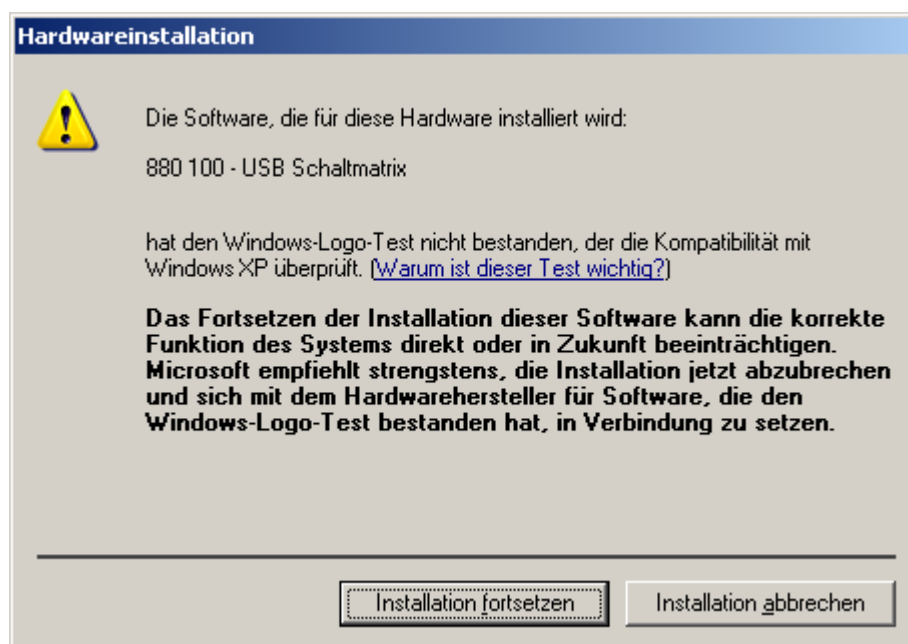 Hardwareinstallation
Die Software, die für diese Hardware installiert wird:
880 100 - USB Schaltmatrix
hat den Windows-Logo-Test nicht bestanden, der die Kompatibilität mit
Windows XP überprüft. (Warum ist dieser Test wichtig?)
Das Fortsetzen der Installation dieser Software kann die korrekte
Funktion des Systems direkt oder in Zukunft beeinträchtigen.
Microsoft empfiehlt strengstens, die Installation jetzt abzubrechen
und sich mit dem Hardwarehersteller für Software, die den
Windows-Logo-Test bestanden hat, in Verbindung zu setzen.
Installation fortsetzen Installation abbrechen